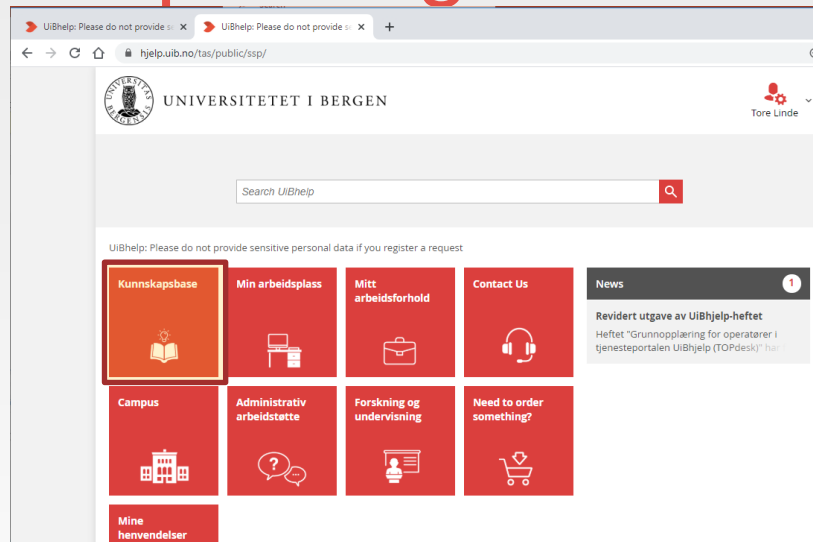 UiBhelp: Please do not provide s
UiBhelp: Please do not provide s
hjelp.uib.no/tas/public/ssp/
UNIVERSITETET I BERGEN
Tore Linde
Search UiBhelp
UiBhelp: Please do not provide sensitive personal data if you register a request
Kunnskapsbase
Min arbeidsplass
Mitt
arbeidsforhold
Contact Us
News
1
Revidert utgave av UiBhjelp-heftet
Heftet "Grunnopplæring for operatører i
tjenesteportalen UiBhjelp (TOPdesk)" har
Campus
Administrativ
arbeidstøtte
Forskning og
undervisning
Need to order
something?
Mine
henvendelser